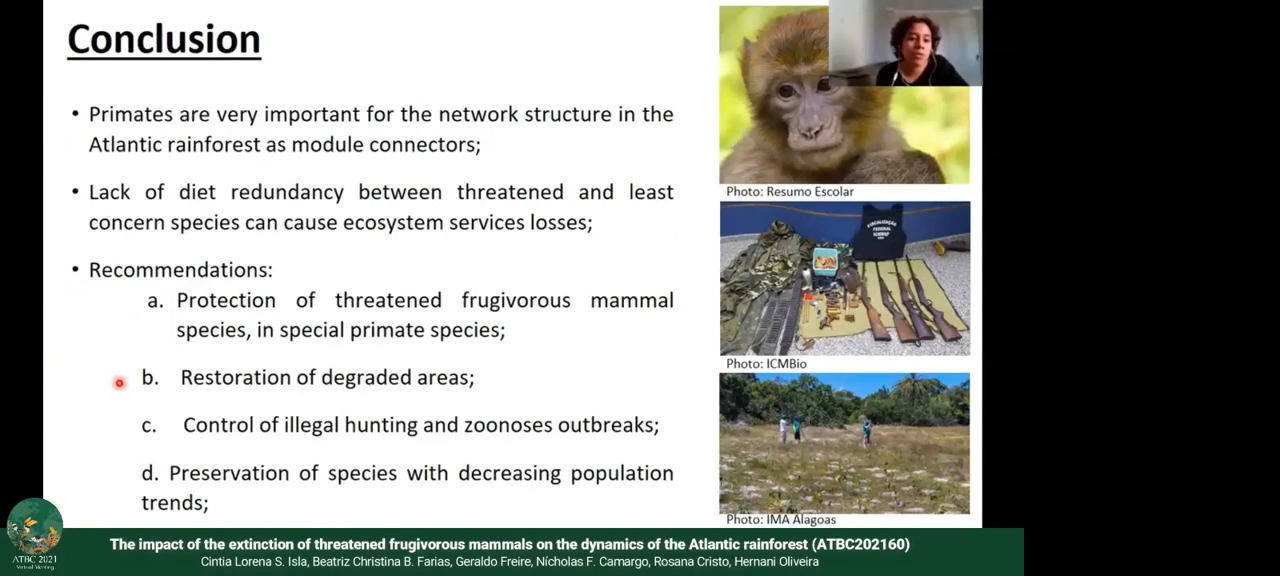 Conclusion
• Primates are very important for the network structure in the
Atlantic rainforest as module connectors;
• Lack of diet redundancy between threatened and least
concern species can cause ecosystem services losses;
• Recommendations:
a. Protection of threatened frugivorous mammal
species, in special primate species;
b. Restoration of degraded areas;
c. Control of illegal hunting and zoonoses outbreaks;
d. Preservation of species with decreasing population
trends;
Photo: Resumo Escolar
FISCALIZAÇÃO
FEDERAL
ICMBIO
Photo: ICMBio
Photo: IMA Alagoas
ATBC 2021
Virtual Meeting
The impact of the extinction of threatened frugivorous mammals on the dynamics of the Atlantic rainforest (ATBC202160)
Cintia Lorena S. Isla, Beatriz Christina B. Farias, Geraldo Freire, Nícholas F. Camargo, Rosana Cristo, Hernani Oliveira